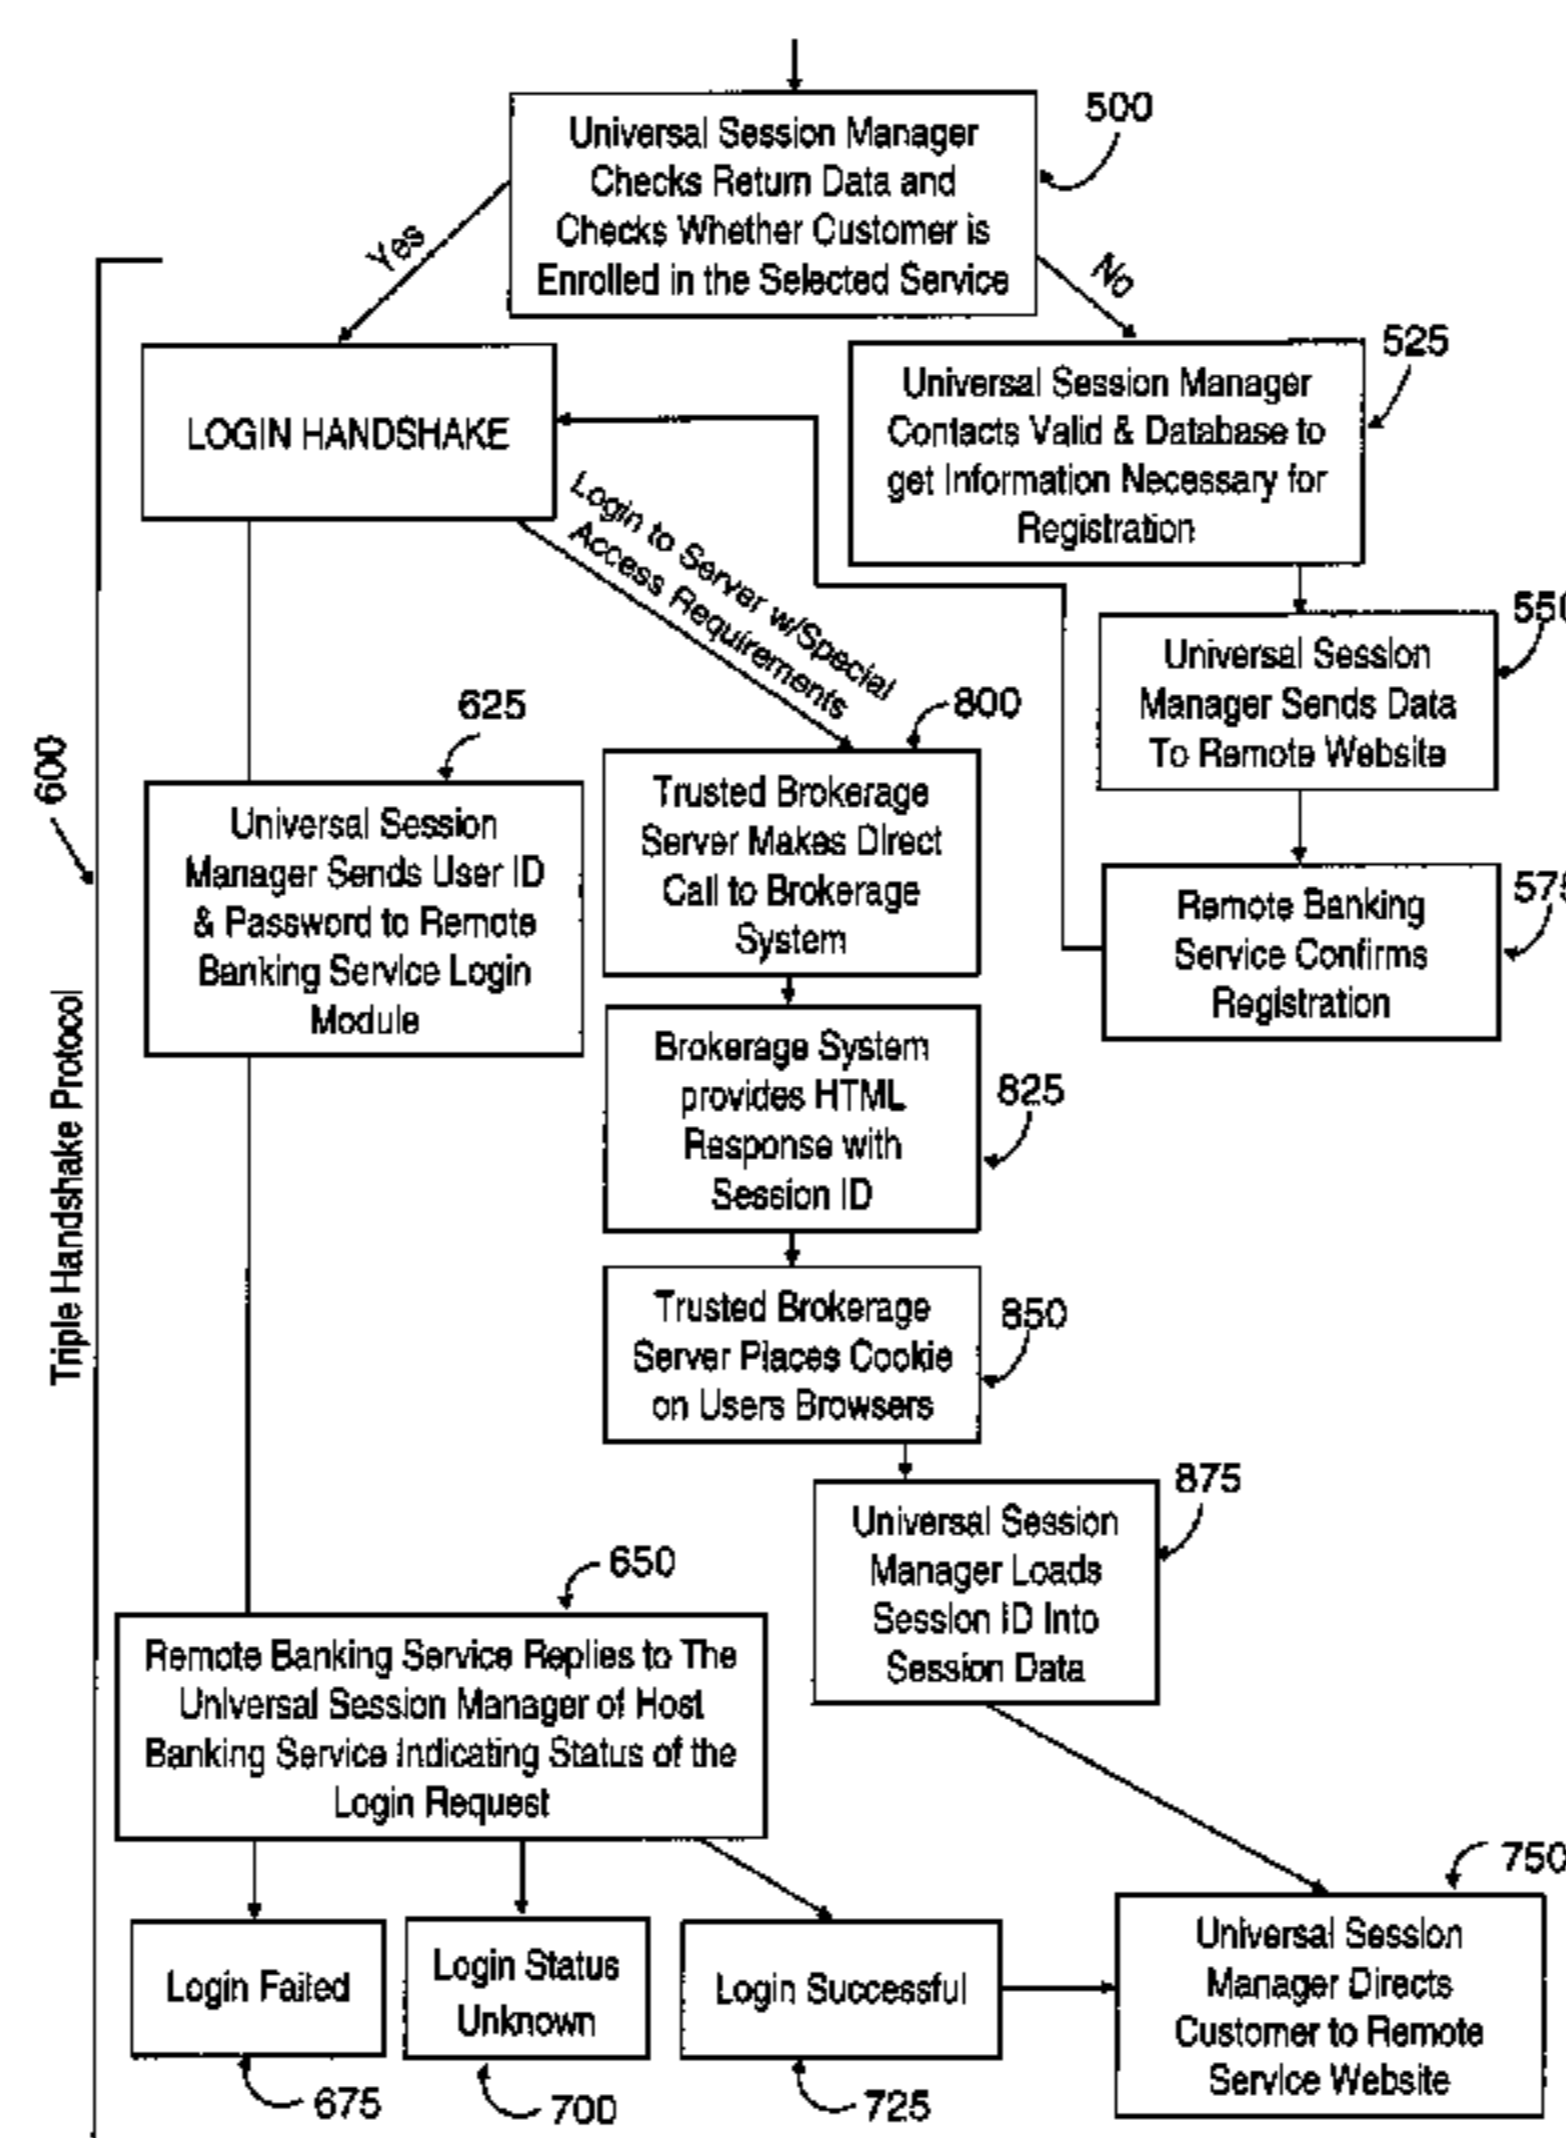 500
Universal Session Manager
Checks Return Data and
Checks Whether Customer is
Enrolled in the Selected Service
Yes
No
LOGIN HANDSHAKE
525
Universal Session Manager
Contacts Valid & Database to
get Information Necessary for
Registration
Login to Server w/Special
Access Requirements
550
Universal Session
Manager Sends Data
To Remote Website
575
Remote Banking
Service Confirms
Registration
600
Triple Handshake Protocol
625
Universal Session
Manager Sends User ID
& Password to Remote
Banking Service Login
Module
800
Trusted Brokerage
Server Makes Direct
Call to Brokerage
System
825
Brokerage System
provides HTML
Response with
Session ID
850
Trusted Brokerage
Server Places Cookie
on Users Browsers
875
Universal Session
Manager Loads
Session ID Into
Session Data
650
Remote Banking Service Replies to The
Universal Session Manager of Host
Banking Service Indicating Status of the
Login Request
Login Failed
675
Login Status
Unknown
700
Login Successful
725
750
Universal Session
Manager Directs
Customer to Remote
Service Website